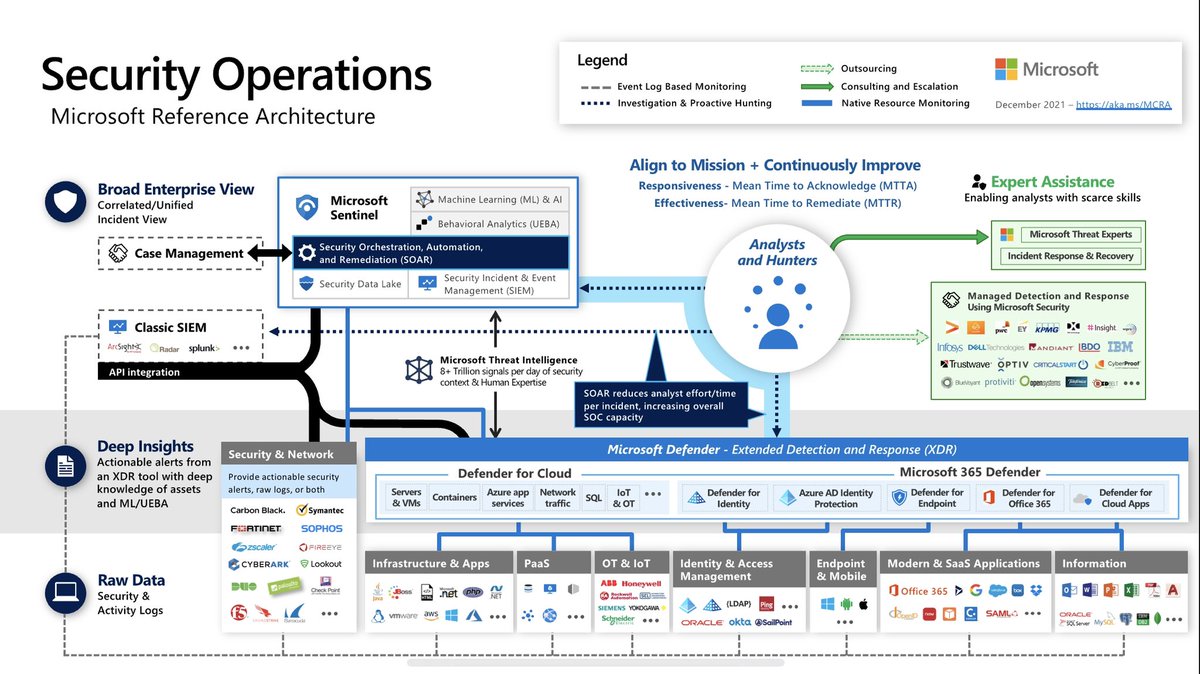 Security Operations
Microsoft Reference Architecture
Legend
Event Log Based Monitoring
Investigation & Proactive Hunting
Outsourcing
Consulting and Escalation
Native Resource Monitoring
Microsoft
December 2021 – https://aka.ms/MCRA
Broad Enterprise View
Correlated/Unified
Incident View
Case Management
Microsoft
Sentinel
Machine Learning (ML) & AI
Behavioral Analytics (UEBA)
Security Orchestration, Automation,
and Remediation (SOAR)
Security Data Lake
Security Incident & Event
Management (SIEM)
Align to Mission + Continuously Improve
Responsiveness - Mean Time to Acknowledge (MTTA)
Effectiveness- Mean Time to Remediate (MTTR)
Analysts
and Hunters
Expert Assistance
Enabling analysts with scarce skills
Microsoft Threat Experts
Incident Response & Recovery
Managed Detection and Response
Using Microsoft Security
pwc EY KPMG Insight
Infosys DELLTechnologies MANDIANT BDO IBM
Trustwave OPTIV CRITICALSTART CyberProof
BlueVoyant protiviti opensystems
Classic SIEM
ArcSight QRadar splunk> •••
API integration
Microsoft Threat Intelligence
8+ Trillion signals per day of security
context & Human Expertise
SOAR reduces analyst effort/time
per incident, increasing overall
SOC capacity
Deep Insights
Actionable alerts from
an XDR tool with deep
knowledge of assets
and ML/UEBA
Security & Network
Provide actionable security
alerts, raw logs, or both
Carbon Black. Symantec
FORTINET SOPHOS
zscaler FIREEYE
CYBERARK Lookout
DUO paloalto Check Point
f5 Barracuda •••
Microsoft Defender - Extended Detection and Response (XDR)
Defender for Cloud
Servers
& VMs
Containers
Azure app
services
Network
traffic
SQL
IoT
& OT
•••
Microsoft 365 Defender
Defender for
Identity
Azure AD Identity
Protection
Defender for
Endpoint
Defender for
Office 365
Defender for
Cloud Apps
Raw Data
Security &
Activity Logs
Infrastructure & Apps
Java JBoss HTML .net php .NET
vmware aws •••
PaaS
•••
OT & IoT
ABB Honeywell
Rockwell Automation GE
SIEMENS YOKOGAWA
Schneider Electric •••
Identity & Access
Management
(LDAP) Ping •••
ORACLE okta SailPoint
Endpoint
& Mobile
•••
Modern & SaaS Applications
Office 365 G salesforce box
OpenID SAML •••
Information
ORACLE SQL Server MySQL DB2 •••